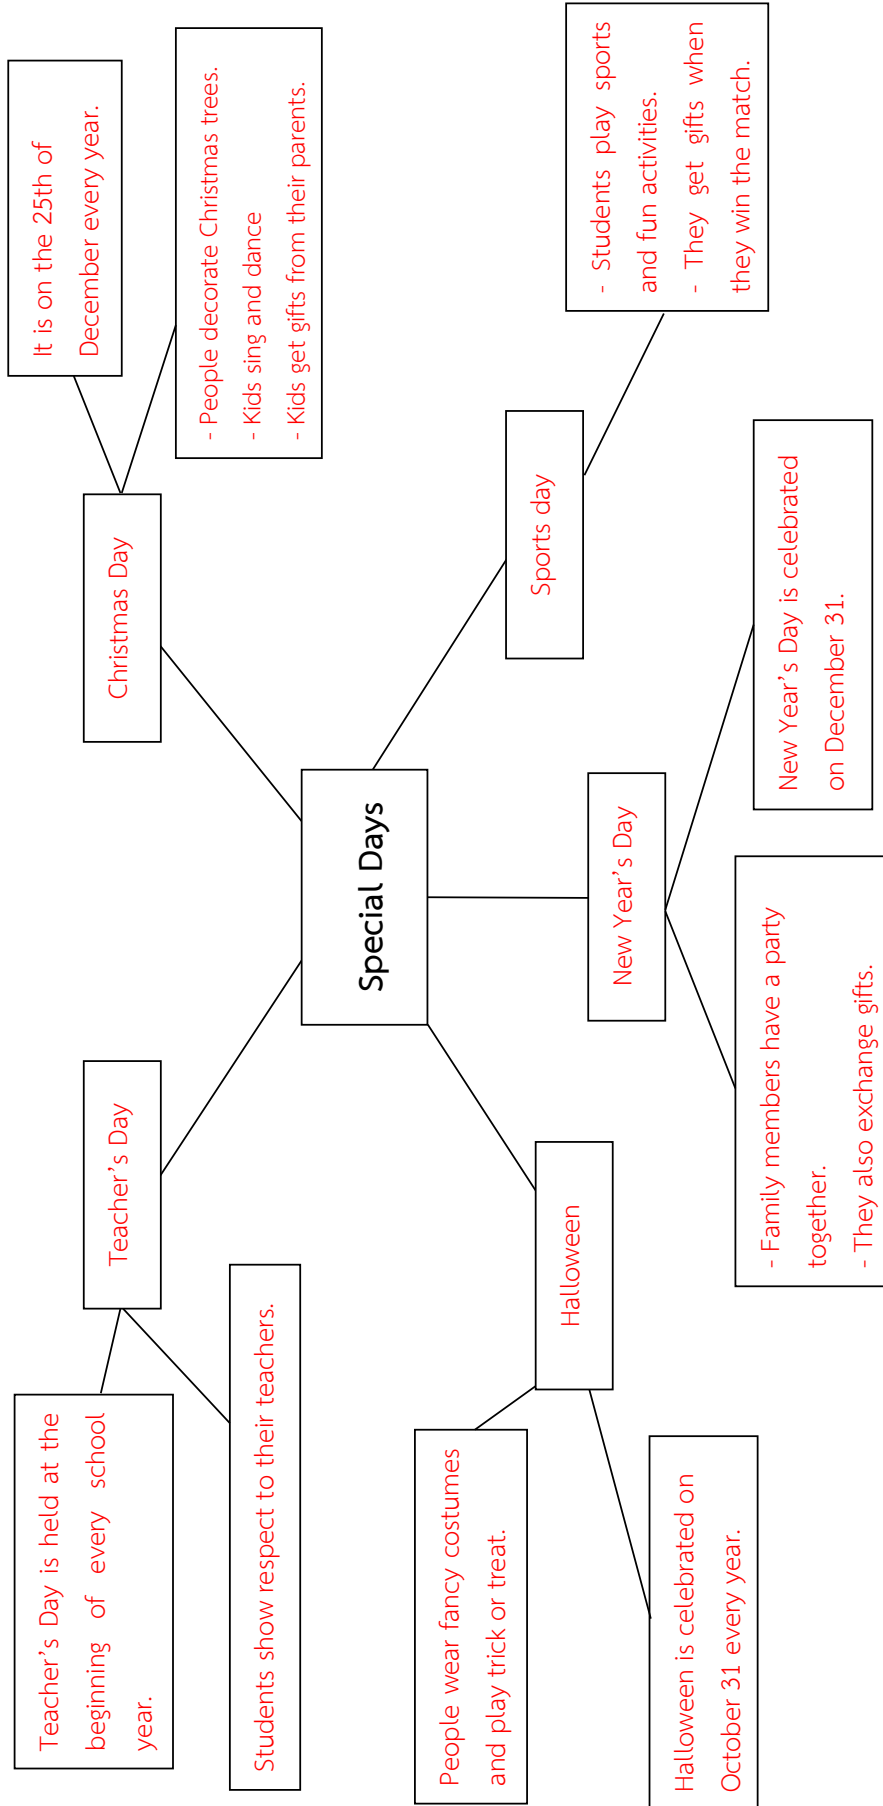 Teacher's Day is held at the
beginning of every school
year.
Students show respect to their teachers.
Teacher's Day
Christmas Day
It is on the 25th of
December every year.
- People decorate Christmas trees.
- Kids sing and dance
- Kids get gifts from their parents.
Special Days
People wear fancy costumes
and play trick or treat.
Halloween
Halloween is celebrated on
October 31 every year.
Sports day
- Students play sports
and fun activities.
- They get gifts when
they win the match.
New Year's Day
- Family members have a party
together.
- They also exchange gifts.
New Year's Day is celebrated
on December 31.